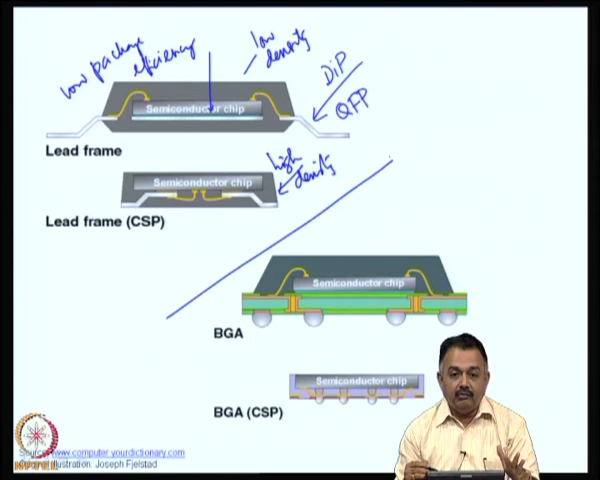 low package
efficiency
low
density
DiP
QFP
Semiconductor chip
Lead frame
high
density
Semiconductor chip
Lead frame (CSP)
Semiconductor chip
BGA
Semiconductor chip
BGA (CSP)
Source: www.computer.yourdictionary.com
Illustration: Joseph Fjelstad
NPTEL